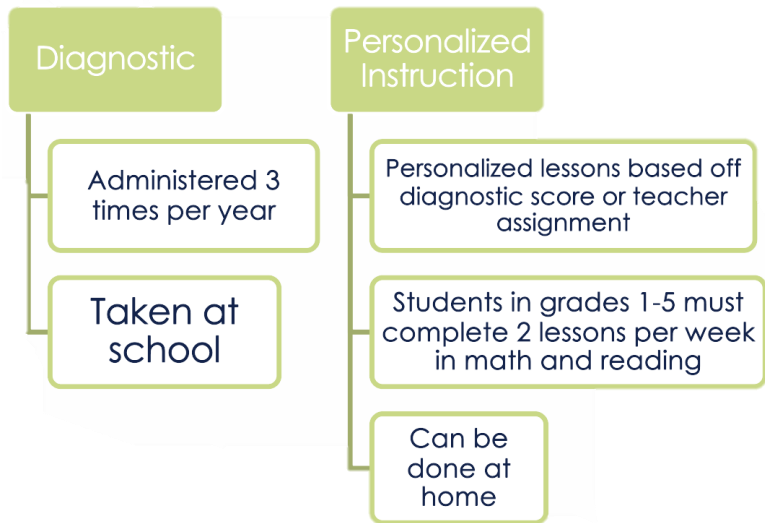 Diagnostic
Administered 3
times per year
Taken at
school
Personalized
Instruction
Personalized lessons based off
diagnostic score or teacher
assignment
Students in grades 1-5 must
complete 2 lessons per week
in math and reading
Can be
done at
home